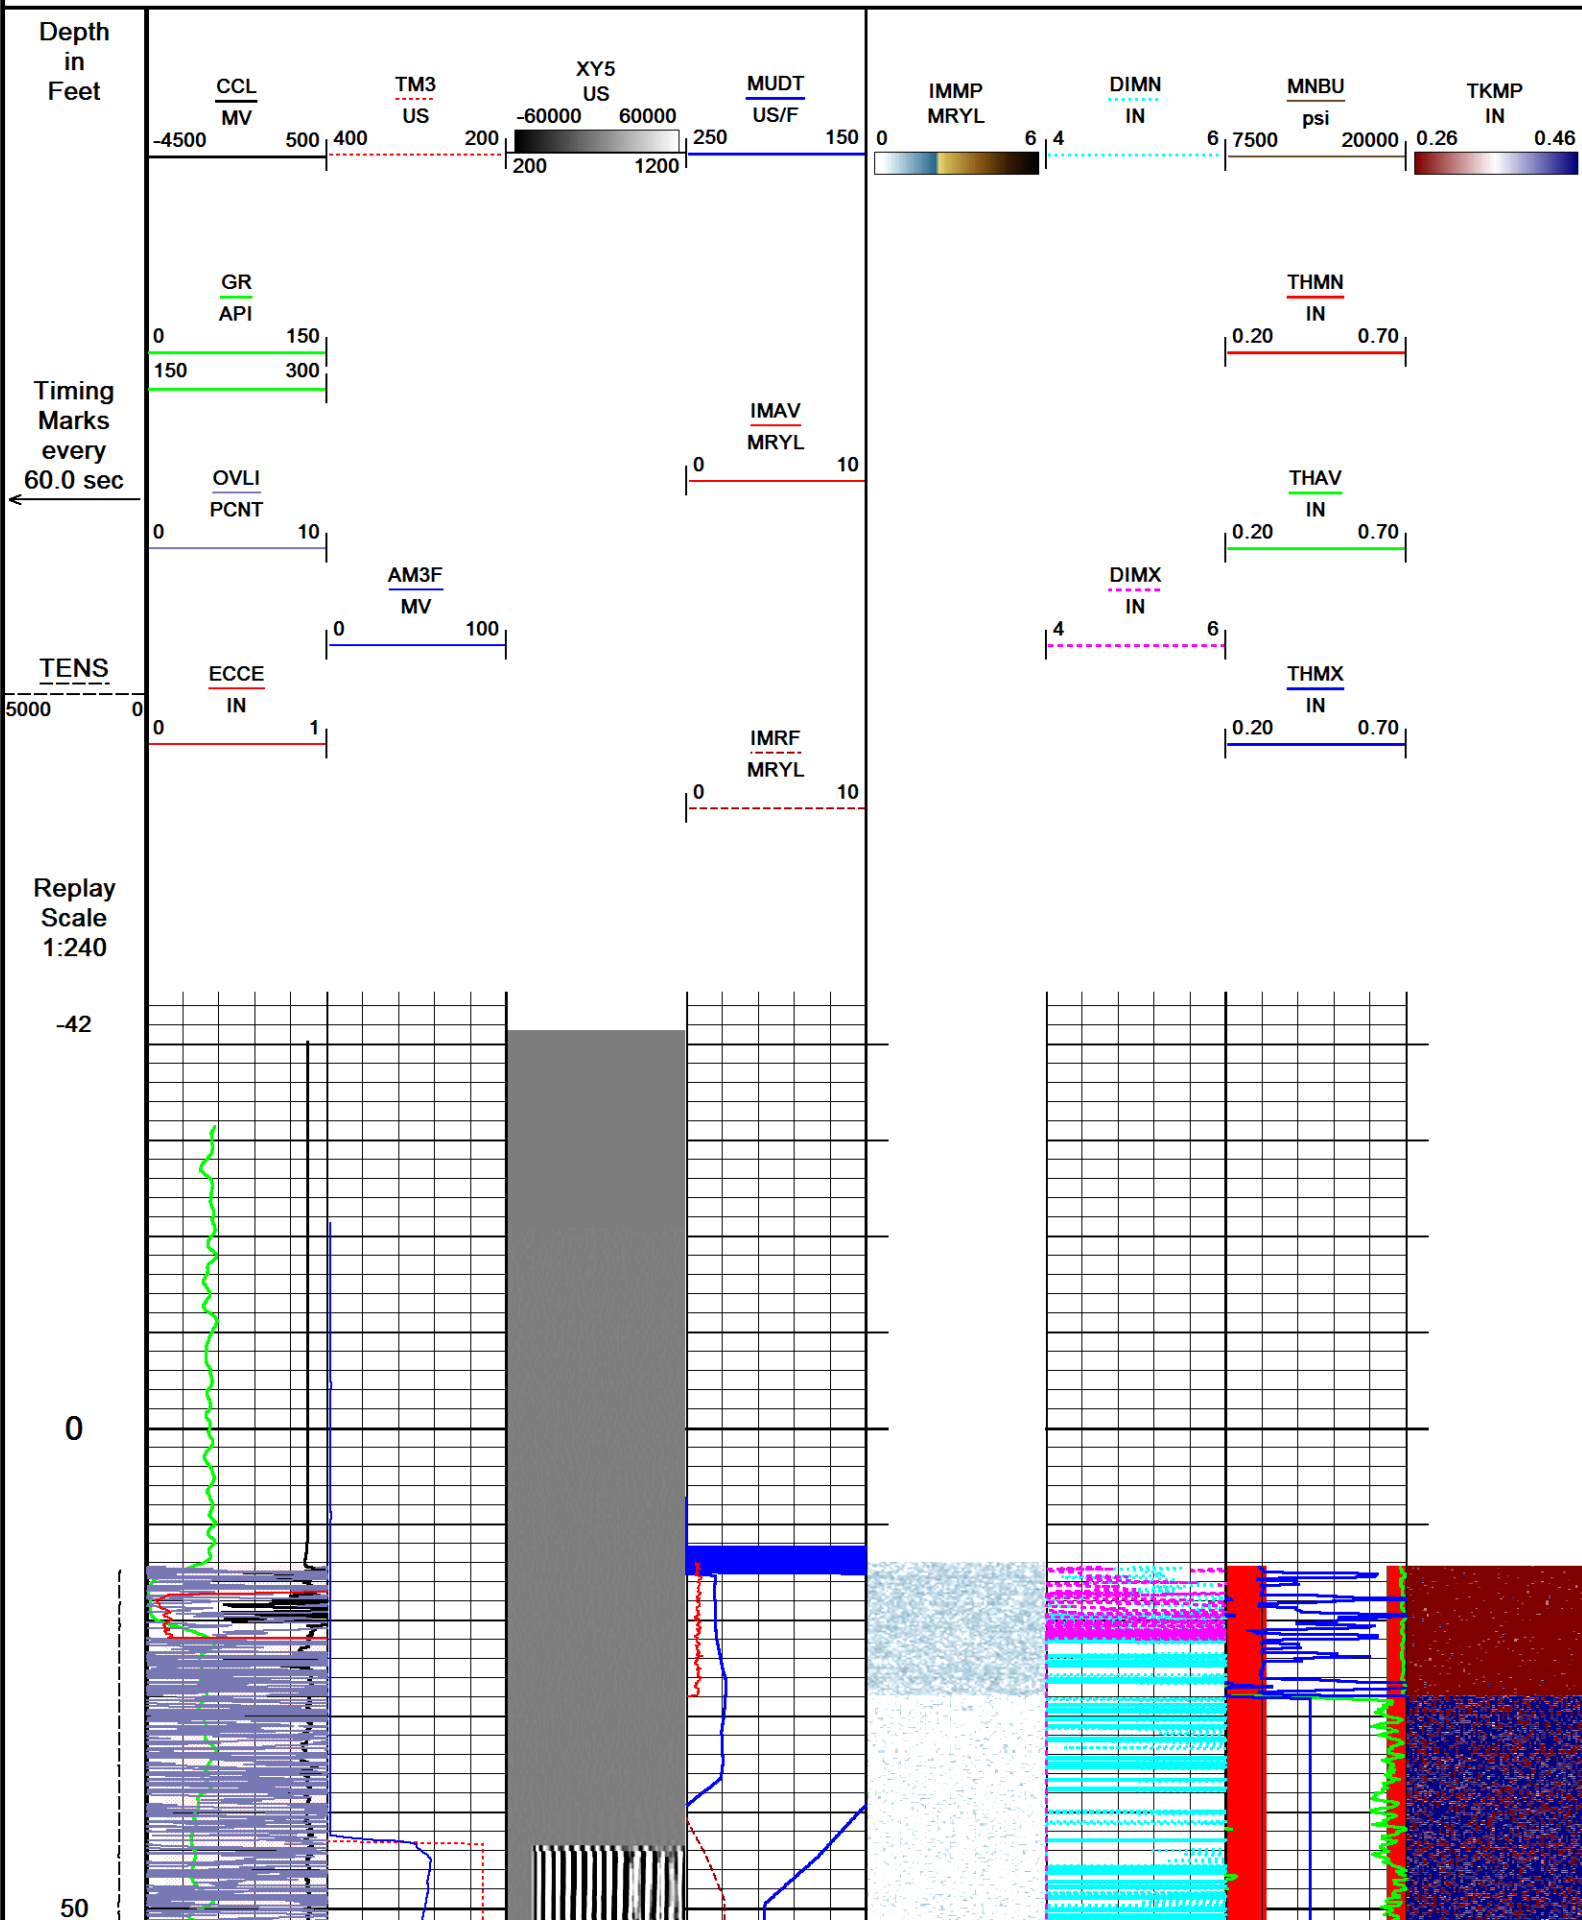 Depth
in
Feet
CCL
MV
-4500 500
TM3
US
400 200
XY5
US
-60000 60000
200 1200
MUDT
US/F
250 150
IMMP
MRYL
0 6
DIMN
IN
4 6
MNBU
psi
7500 20000
TKMP
IN
0.26 0.46
GR
API
0 150
150 300
THMN
IN
0.20 0.70
Timing
Marks
every
60.0 sec
IMAV
MRYL
0 10
OVLI
PCNT
0 10
THAV
IN
0.20 0.70
AM3F
MV
0 100
DIMX
IN
4 6
TENS
5000 0
ECCE
IN
0 1
THMX
IN
0.20 0.70
IMRF
MRYL
0 10
Replay
Scale
1:240
-42
0
50